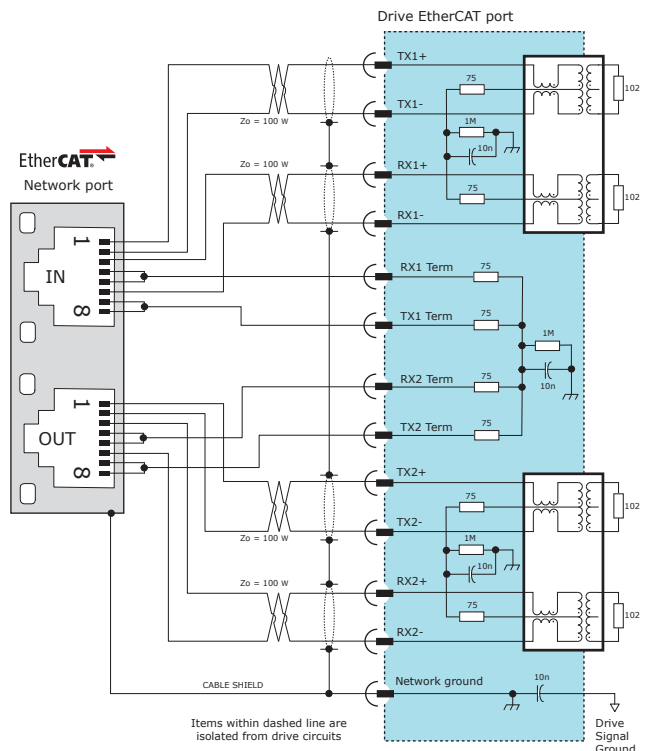 Drive EtherCAT port
TX1+
75
102
TX1-
1M
Zo = 100 W
10n
EtherCAT®
Zo = 100 W
RX1+
Network port
75
102
RX1-
1
IN
RX1 Term
75
8
TX1 Term
75
1M
RX2 Term
75
10n
1
OUT
TX2 Term
75
8
TX2+
75
102
TX2-
1M
Zo = 100 W
10n
Zo = 100 W
RX2+
75
102
RX2-
CABLE SHIELD
Network ground
10n
Items within dashed line are
isolated from drive circuits
Drive
Signal
Ground